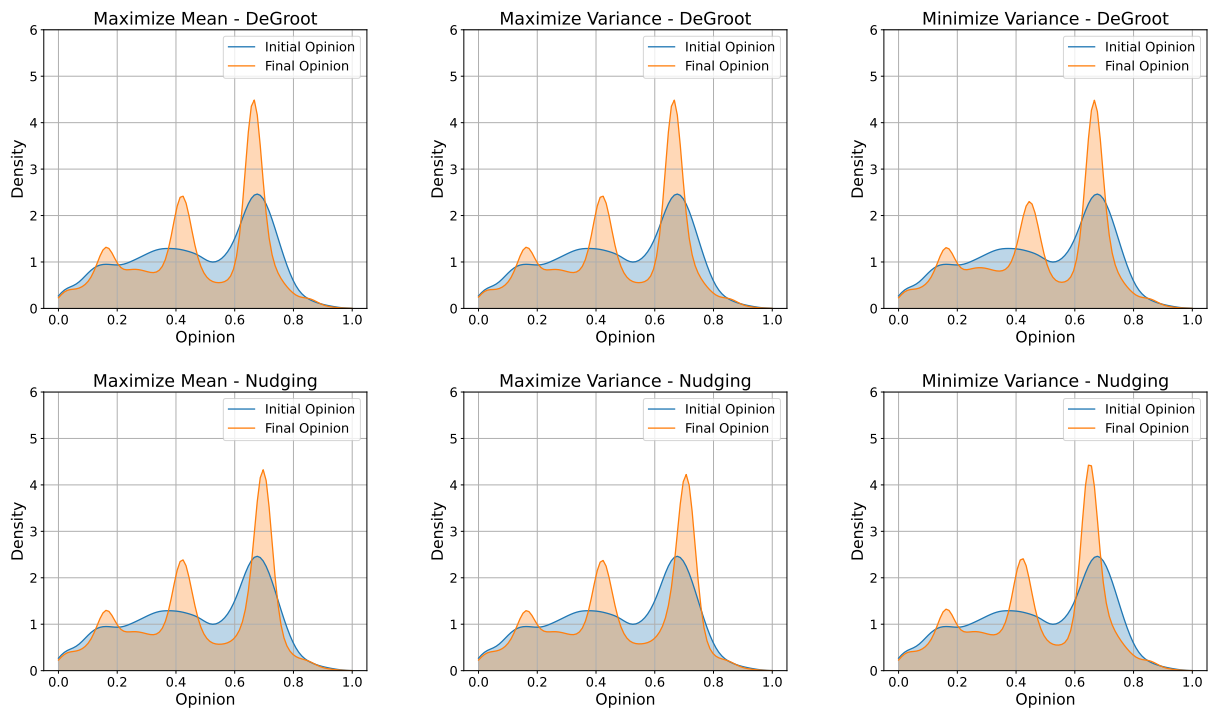 Maximize Mean - DeGroot
6
5
4
3
2
1
0
Density
Initial Opinion
Final Opinion
0.0 0.2 0.4 0.6 0.8 1.0
Opinion
Maximize Variance - DeGroot
6
5
4
3
2
1
0
Density
Initial Opinion
Final Opinion
0.0 0.2 0.4 0.6 0.8 1.0
Opinion
Minimize Variance - DeGroot
6
5
4
3
2
1
0
Density
Initial Opinion
Final Opinion
0.0 0.2 0.4 0.6 0.8 1.0
Opinion
Maximize Mean - Nudging
6
5
4
3
2
1
0
Density
Initial Opinion
Final Opinion
0.0 0.2 0.4 0.6 0.8 1.0
Opinion
Maximize Variance - Nudging
6
5
4
3
2
1
0
Density
Initial Opinion
Final Opinion
0.0 0.2 0.4 0.6 0.8 1.0
Opinion
Minimize Variance - Nudging
6
5
4
3
2
1
0
Density
Initial Opinion
Final Opinion
0.0 0.2 0.4 0.6 0.8 1.0
Opinion